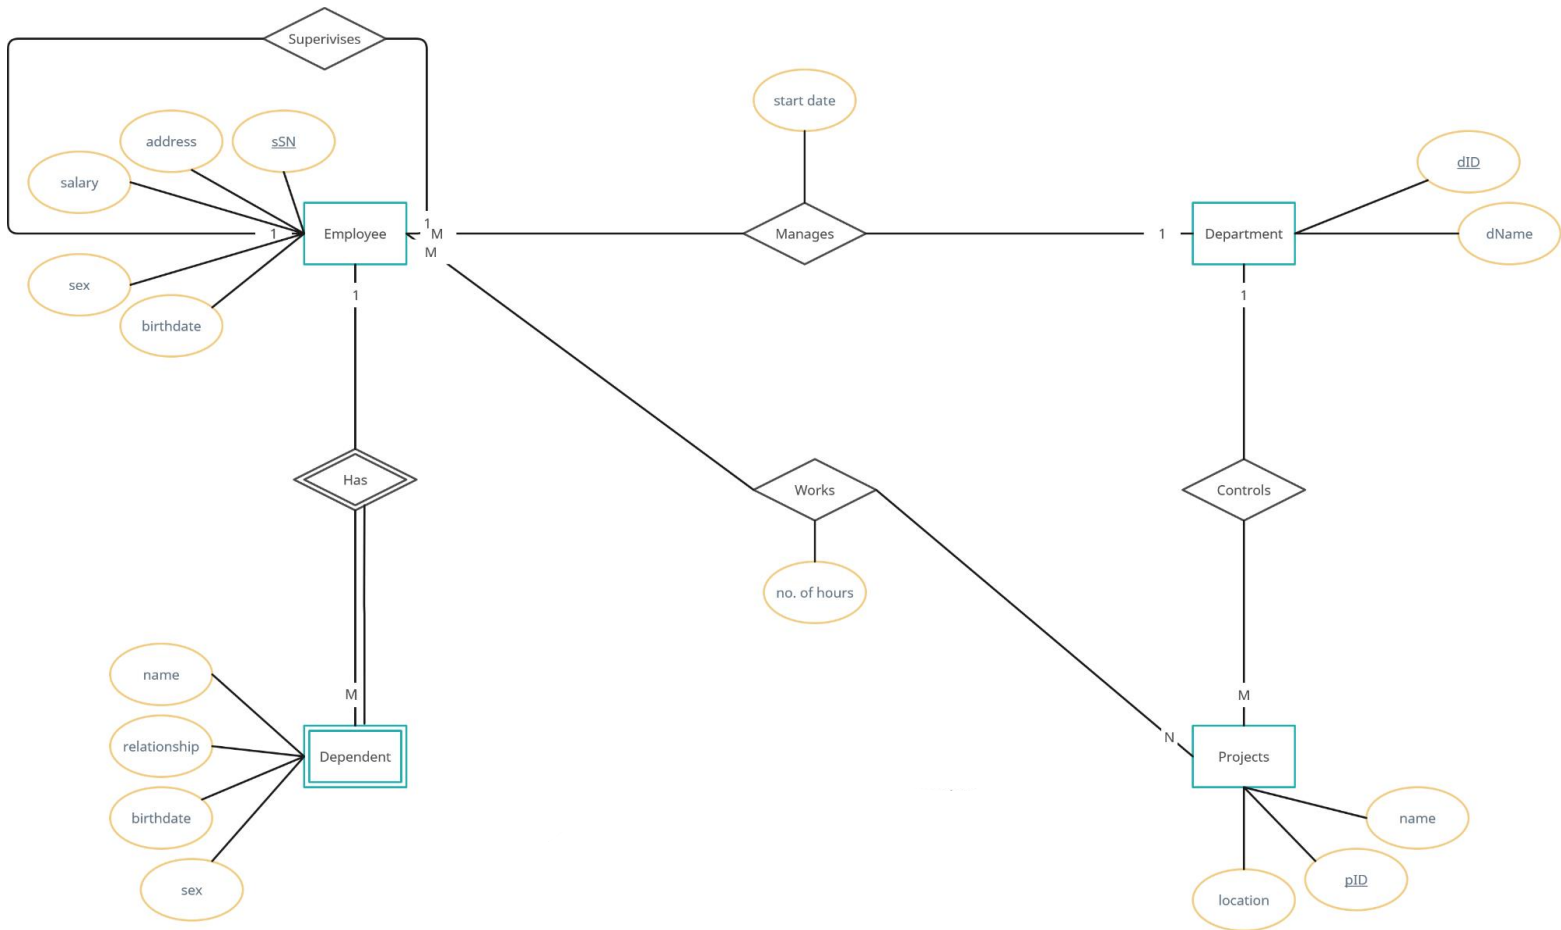 Superivises
start date
address
sSN
dID
salary
1
Employee
1
M
M
Manages
1
Department
dName
sex
1
1
birthdate
Has
Works
Controls
no. of hours
name
M
M
relationship
N
Dependent
Projects
birthdate
name
sex
pID
location